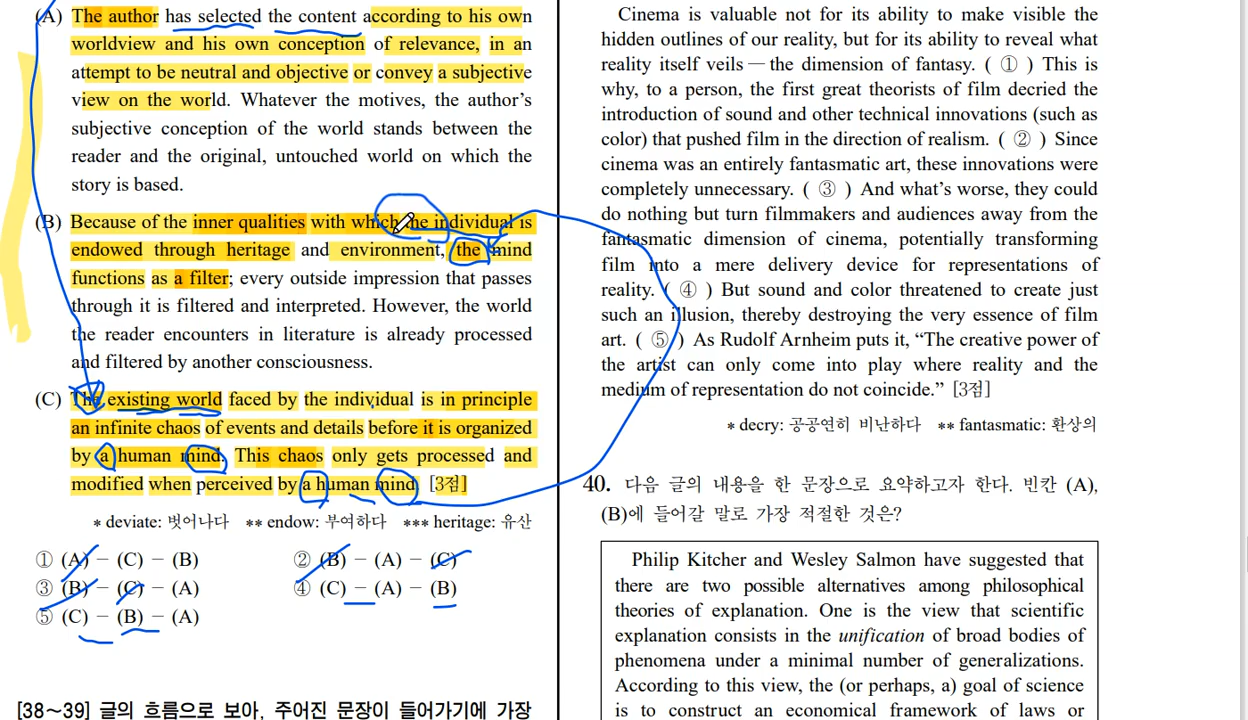 (A) The author has selected the content according to his own
worldview and his own conception of relevance, in an
attempt to be neutral and objective or convey a subjective
view on the world. Whatever the motives, the author's
subjective conception of the world stands between the
reader and the original, untouched world on which the
story is based.
(B) Because of the inner qualities with which the individual is
endowed through heritage and environment, the mind
functions as a filter; every outside impression that passes
through it is filtered and interpreted. However, the world
the reader encounters in literature is already processed
and filtered by another consciousness.
(C) The existing world faced by the individual is in principle
an infinite chaos of events and details before it is organized
by a human mind. This chaos only gets processed and
modified when perceived by a human mind. [3점]
* deviate: 벗어나다 ** endow: 부여하다 *** heritage: 유산
① (A) − (C) − (B) ② (B) − (A) − (C)
③ (B) − (C) − (A) ④ (C) − (A) − (B)
⑤ (C) − (B) − (A)
[38～39] 글의 흐름으로 보아, 주어진 문장이 들어가기에 가장
Cinema is valuable not for its ability to make visible the
hidden outlines of our reality, but for its ability to reveal what
reality itself veils — the dimension of fantasy. ( ① ) This is
why, to a person, the first great theorists of film decried the
introduction of sound and other technical innovations (such as
color) that pushed film in the direction of realism. ( ② ) Since
cinema was an entirely fantasmatic art, these innovations were
completely unnecessary. ( ③ ) And what's worse, they could
do nothing but turn filmmakers and audiences away from the
fantasmatic dimension of cinema, potentially transforming
film into a mere delivery device for representations of
reality. ( ④ ) But sound and color threatened to create just
such an illusion, thereby destroying the very essence of film
art. ( ⑤ ) As Rudolf Arnheim puts it, “The creative power of
the artist can only come into play where reality and the
medium of representation do not coincide.” [3점]
* decry: 공공연히 비난하다 ** fantasmatic: 환상의
40. 다음 글의 내용을 한 문장으로 요약하고자 한다. 빈칸 (A),
(B)에 들어갈 말로 가장 적절한 것은?
Philip Kitcher and Wesley Salmon have suggested that
there are two possible alternatives among philosophical
theories of explanation. One is the view that scientific
explanation consists in the unification of broad bodies of
phenomena under a minimal number of generalizations.
According to this view, the (or perhaps, a) goal of science
is to construct an economical framework of laws or